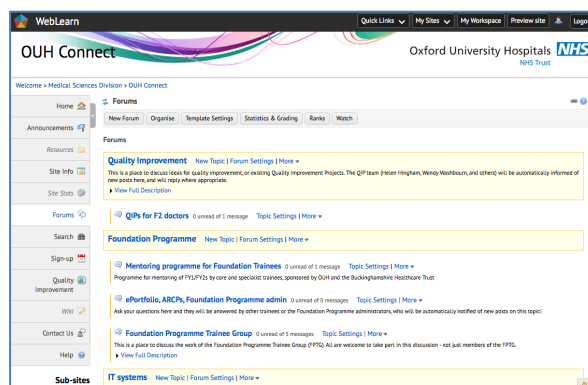 WebLearn
Quick Links My Sites My Workspace Preview site Logo
OUH Connect
Oxford University Hospitals NHS
NHS Trust
Welcome > Medical Sciences Division > OUH Connect
Home
Announcements
Resources
Site Info
Site Stats
Forums
Search
Sign-up
Quality Improvement
Wiki
Contact Us
Help
Sub-sites
Forums
New Forum Organise Template Settings Statistics & Grading Ranks Watch
Forums
Quality Improvement New Topic | Forum Settings | More
This is a place to discuss ideas for quality improvement, or existing Quality Improvement Projects. The QIP team (Helen Hingham, Wendy Washbourn, and others) will be automatically informed of
new posts here, and will reply where appropriate.
View Full Description
QIPs for F2 doctors 0 unread of 1 message Topic Settings | More
Foundation Programme New Topic | Forum Settings | More
Mentoring programme for Foundation Trainees 0 unread of 1 message Topic Settings | More
Programme for mentoring of FY1/FY2s by core and specialist trainees, sponsored by OUH and the Buckinghamshire Healthcare Trust
ePortfolio, ARCPs, Foundation Programme admin 0 unread of 0 messages Topic Settings | More
Ask your questions here and they will be answered by other trainees or the Foundation Programme administrators, who will be automatically notified of new posts on this topic!
Foundation Programme Trainee Group 0 unread of 5 messages Topic Settings | More
This is a place to discuss the work of the Foundation Programme Trainee Group (FPTG). All are welcome to take part in this discussion - not just members of the FPTG.
View Full Description
IT systems New Topic | Forum Settings | More